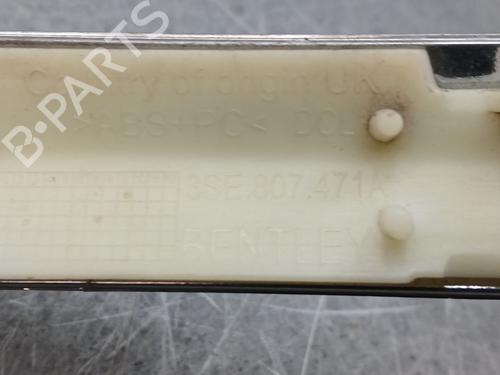 B-PARTS
Country of origin UK
>ABS+PC< DOL
3SE.807.471A
BENTLEY